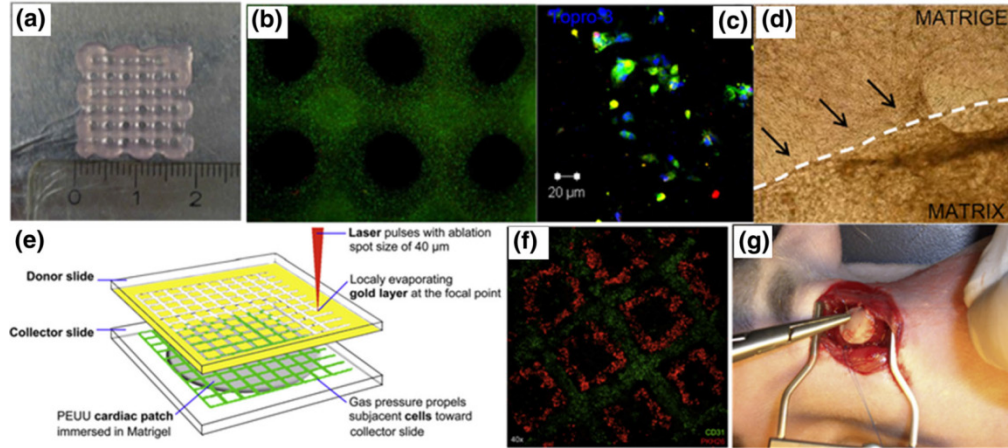 (a)
0 1 2
(b)
(c)
Topro-3
20 µm
(d)
MATRIGE
MATRIX
(e)
Laser pulses with ablation
spot size of 40 µm
Donor slide
Localy evaporating
gold layer at the focal point
Collector slide
PEUU cardiac patch
immersed in Matrigel
Gas pressure propels
subjacent cells toward
collector slide
(f)
40x
CD31
PKH26
(g)